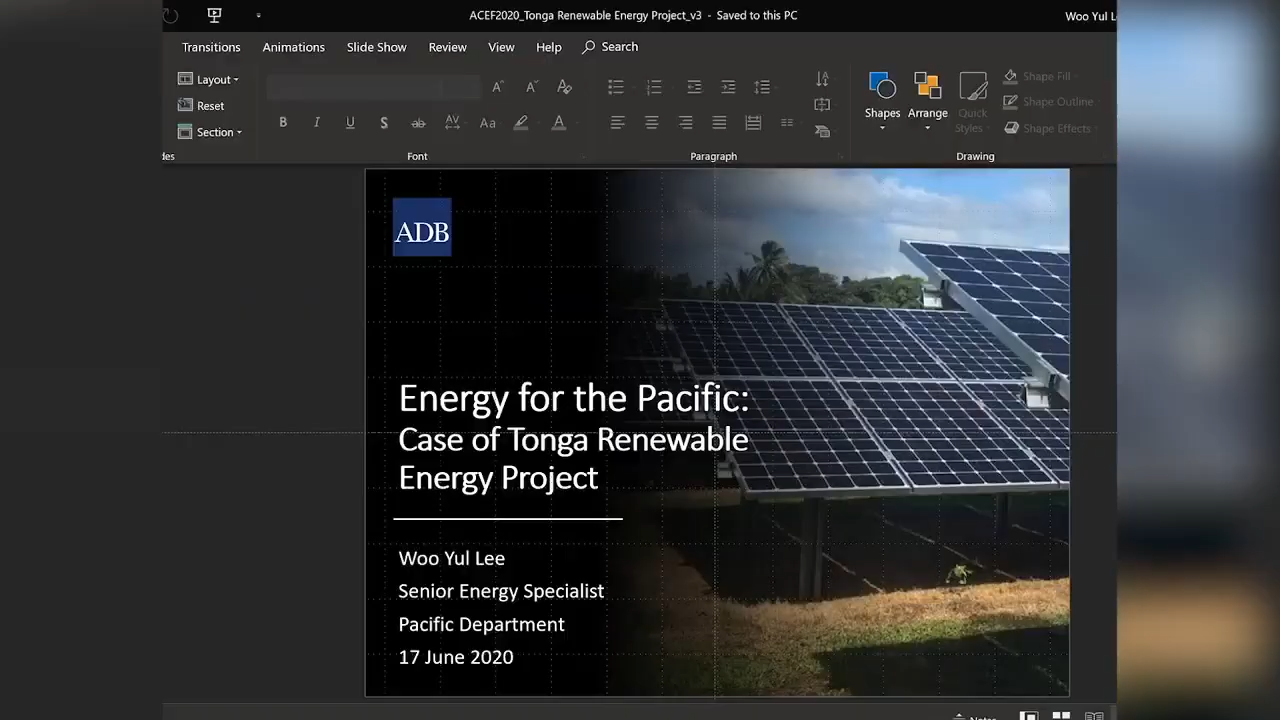 ACEF2020_Tonga Renewable Energy Project_v3 - Saved to this PC
Woo Yul L
Transitions Animations Slide Show Review View Help Search
Layout
Reset
Section
Shapes Arrange Quick Styles
Shape Fill
Shape Outline
Shape Effects
des Font Paragraph Drawing
ADB
Energy for the Pacific:
Case of Tonga Renewable
Energy Project
Woo Yul Lee
Senior Energy Specialist
Pacific Department
17 June 2020
Notes